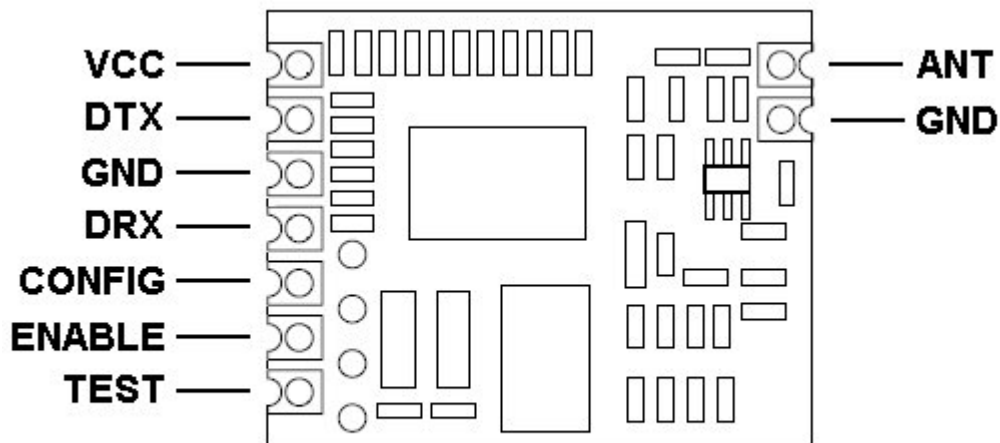 VCC
DTX
GND
DRX
CONFIG
ENABLE
TEST
ANT
GND